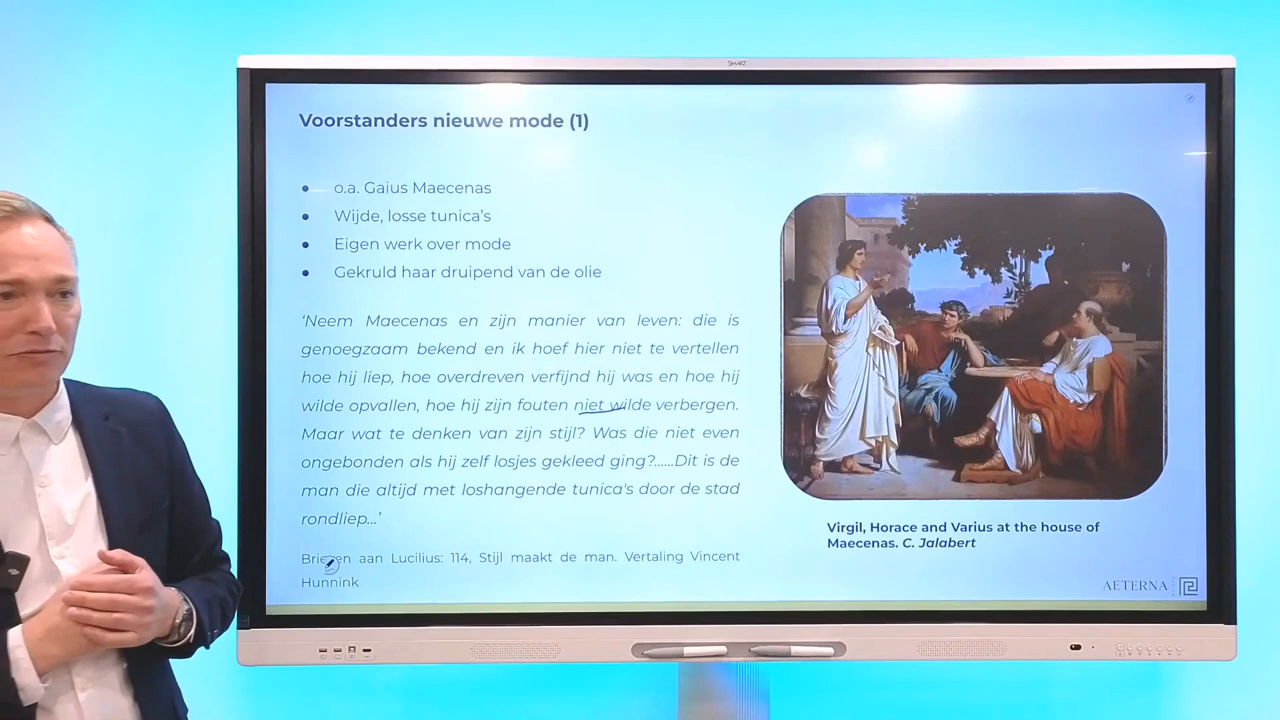 SMART
Voorstanders nieuwe mode (1)
o.a. Gaius Maecenas
Wijde, losse tunica's
Eigen werk over mode
Gekruld haar druipend van de olie
'Neem Maecenas en zijn manier van leven: die is
genoegzaam bekend en ik hoef hier niet te vertellen
hoe hij liep, hoe overdreven verfijnd hij was en hoe hij
wilde opvallen, hoe hij zijn fouten niet wilde verbergen.
Maar wat te denken van zijn stijl? Was die niet even
ongebonden als hij zelf losjes gekleed ging?......Dit is de
man die altijd met loshangende tunica's door de stad
rondliep...'
Brieven aan Lucilius: 114, Stijl maakt de man. Vertaling Vincent
Hunnink
Virgil, Horace and Varius at the house of
Maecenas. C. Jalabert
AETERNA